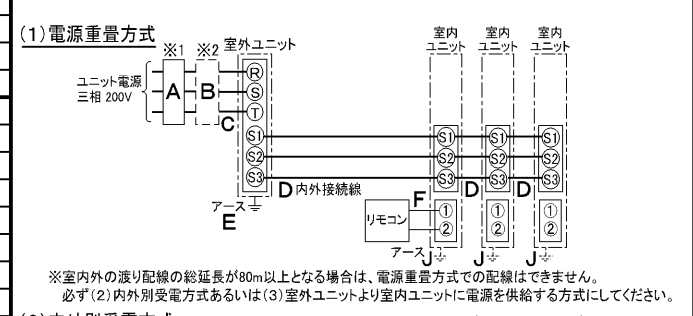 (1)電源重畳方式
※1 ※2 室外ユニット
室内ユニット 室内ユニット 室内ユニット
ユニット電源
三相 200V
A B C
R
S
T
S1 S1 S1 S1
S2 S2 S2 S2
S3 S3 D S3 D S3
D 内外接続線
アース
E
リモコン F
① ① ①
② ② ②
アース J J J
※室内外の渡り配線の総延長が80m以上となる場合は、電源重畳方式での配線はできません。
必ず(2)内外別受電方式あるいは(3)室外ユニットより室内ユニットに電源を供給する方式にしてください。